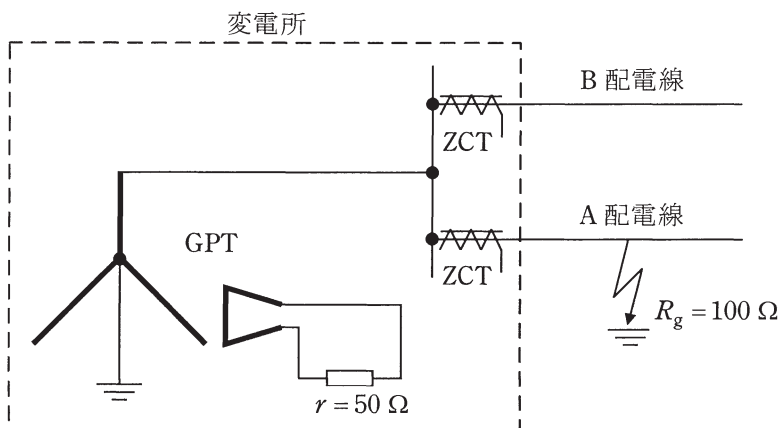 変電所
B 配電線
ZCT
A 配電線
GPT
ZCT
R_g = 100 Ω
r = 50 Ω